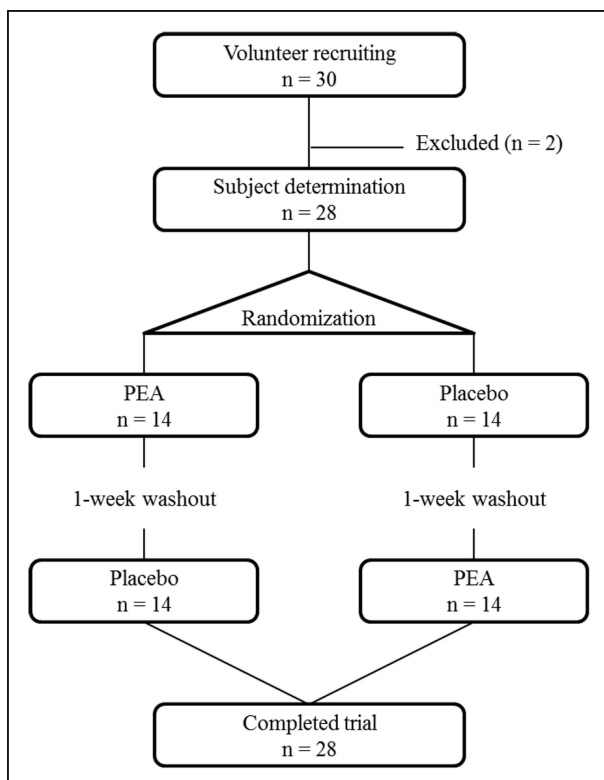 Volunteer recruiting
n = 30
Excluded (n = 2)
Subject determination
n = 28
Randomization
PEA
n = 14
Placebo
n = 14
1-week washout
1-week washout
Placebo
n = 14
PEA
n = 14
Completed trial
n = 28